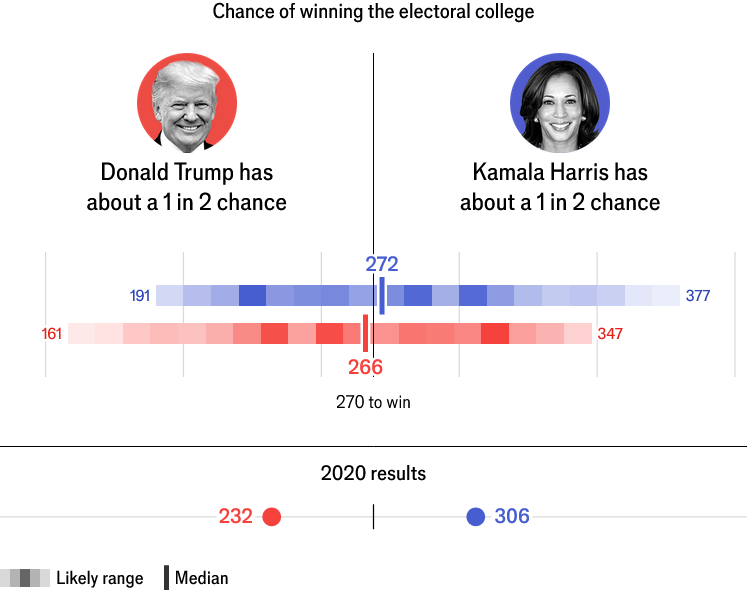 Chance of winning the electoral college
Donald Trump has
about a 1 in 2 chance
Kamala Harris has
about a 1 in 2 chance
272
191
377
161
347
266
270 to win
2020 results
232
306
Likely range
Median